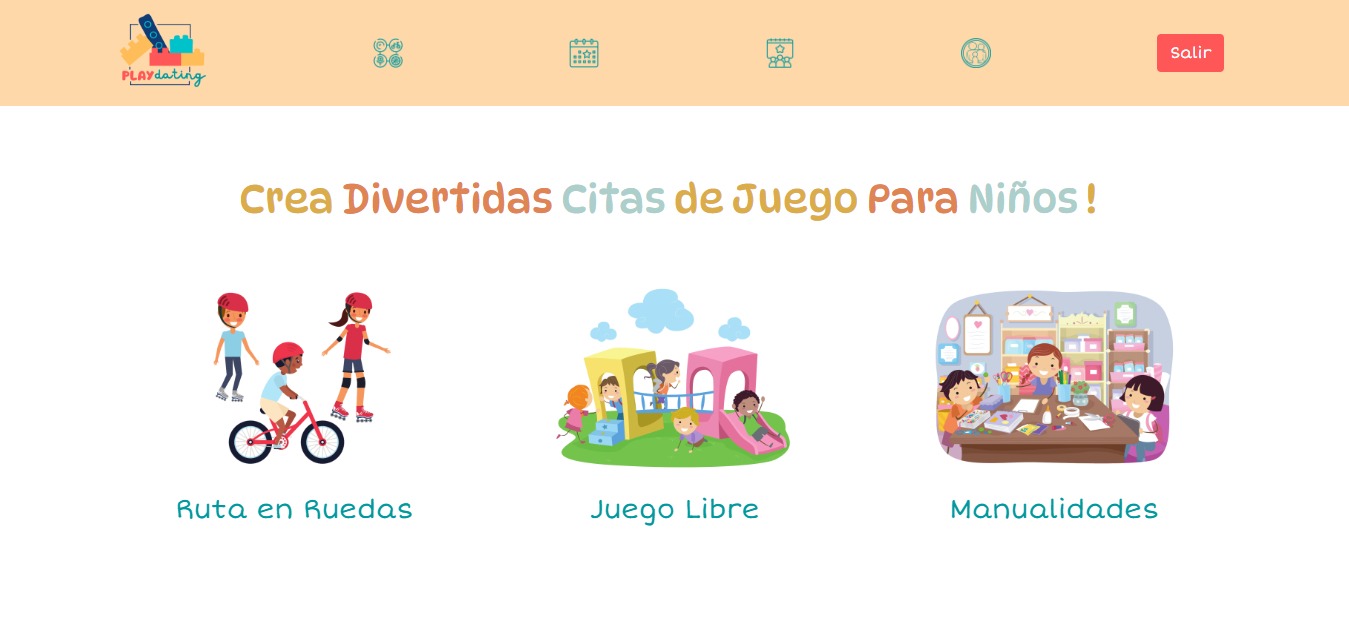 PLAYdating
Salir
Crea Divertidas Citas de Juego Para Niños !
Ruta en Ruedas
Juego Libre
Manualidades